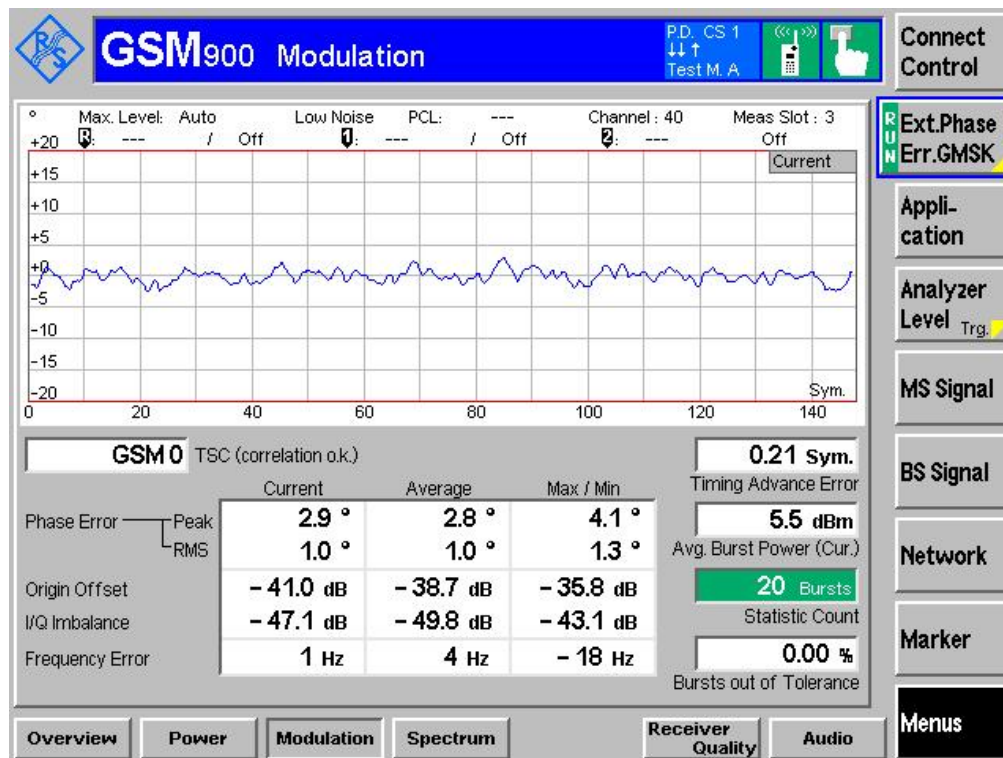 R&S
GSM900 Modulation
P.D. CS 1
↓↓ ↑
Test M. A
Connect Control
° Max. Level: Auto Low Noise PCL: --- Channel : 40 Meas Slot : 3
R: --- / Off 1: --- / Off 2: --- Off
Current
+20
+15
+10
+5
+0
-5
-10
-15
-20
Sym.
0 20 40 60 80 100 120 140
RUN
Ext.Phase Err.GMSK
Appli-
cation
Analyzer Level Trg.
MS Signal
BS Signal
Network
Marker
Menus
GSM 0 TSC (correlation o.k.)
Current Average Max / Min
Phase Error Peak 2.9 ° 2.8 ° 4.1 °
RMS 1.0 ° 1.0 ° 1.3 °
Origin Offset - 41.0 dB - 38.7 dB - 35.8 dB
I/Q Imbalance - 47.1 dB - 49.8 dB - 43.1 dB
Frequency Error 1 Hz 4 Hz - 18 Hz
0.21 Sym.
Timing Advance Error
5.5 dBm
Avg. Burst Power (Cur.)
20 Bursts
Statistic Count
0.00 %
Bursts out of Tolerance
Overview Power Modulation Spectrum Receiver Quality Audio